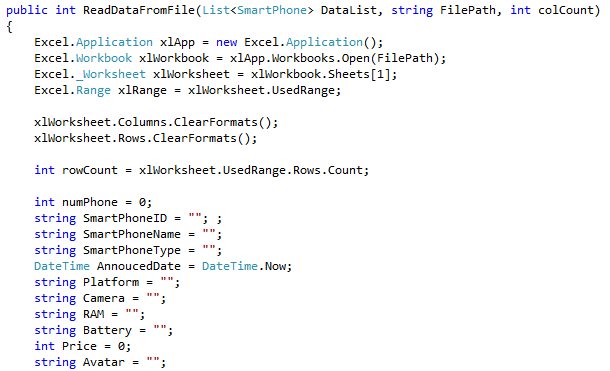 public int ReadDataFromFile(List<SmartPhone> DataList, string FilePath, int colCount)
{
    Excel.Application xlApp = new Excel.Application();
    Excel.Workbook xlWorkbook = xlApp.Workbooks.Open(FilePath);
    Excel._Worksheet xlWorksheet = xlWorkbook.Sheets[1];
    Excel.Range xlRange = xlWorksheet.UsedRange;

    xlWorksheet.Columns.ClearFormats();
    xlWorksheet.Rows.ClearFormats();

    int rowCount = xlWorksheet.UsedRange.Rows.Count;

    int numPhone = 0;
    string SmartPhoneID = ""; ;
    string SmartPhoneName = "";
    string SmartPhoneType = "";
    DateTime AnnoucedDate = DateTime.Now;
    string Platform = "";
    string Camera = "";
    string RAM = "";
    string Battery = "";
    int Price = 0;
    string Avatar = "";